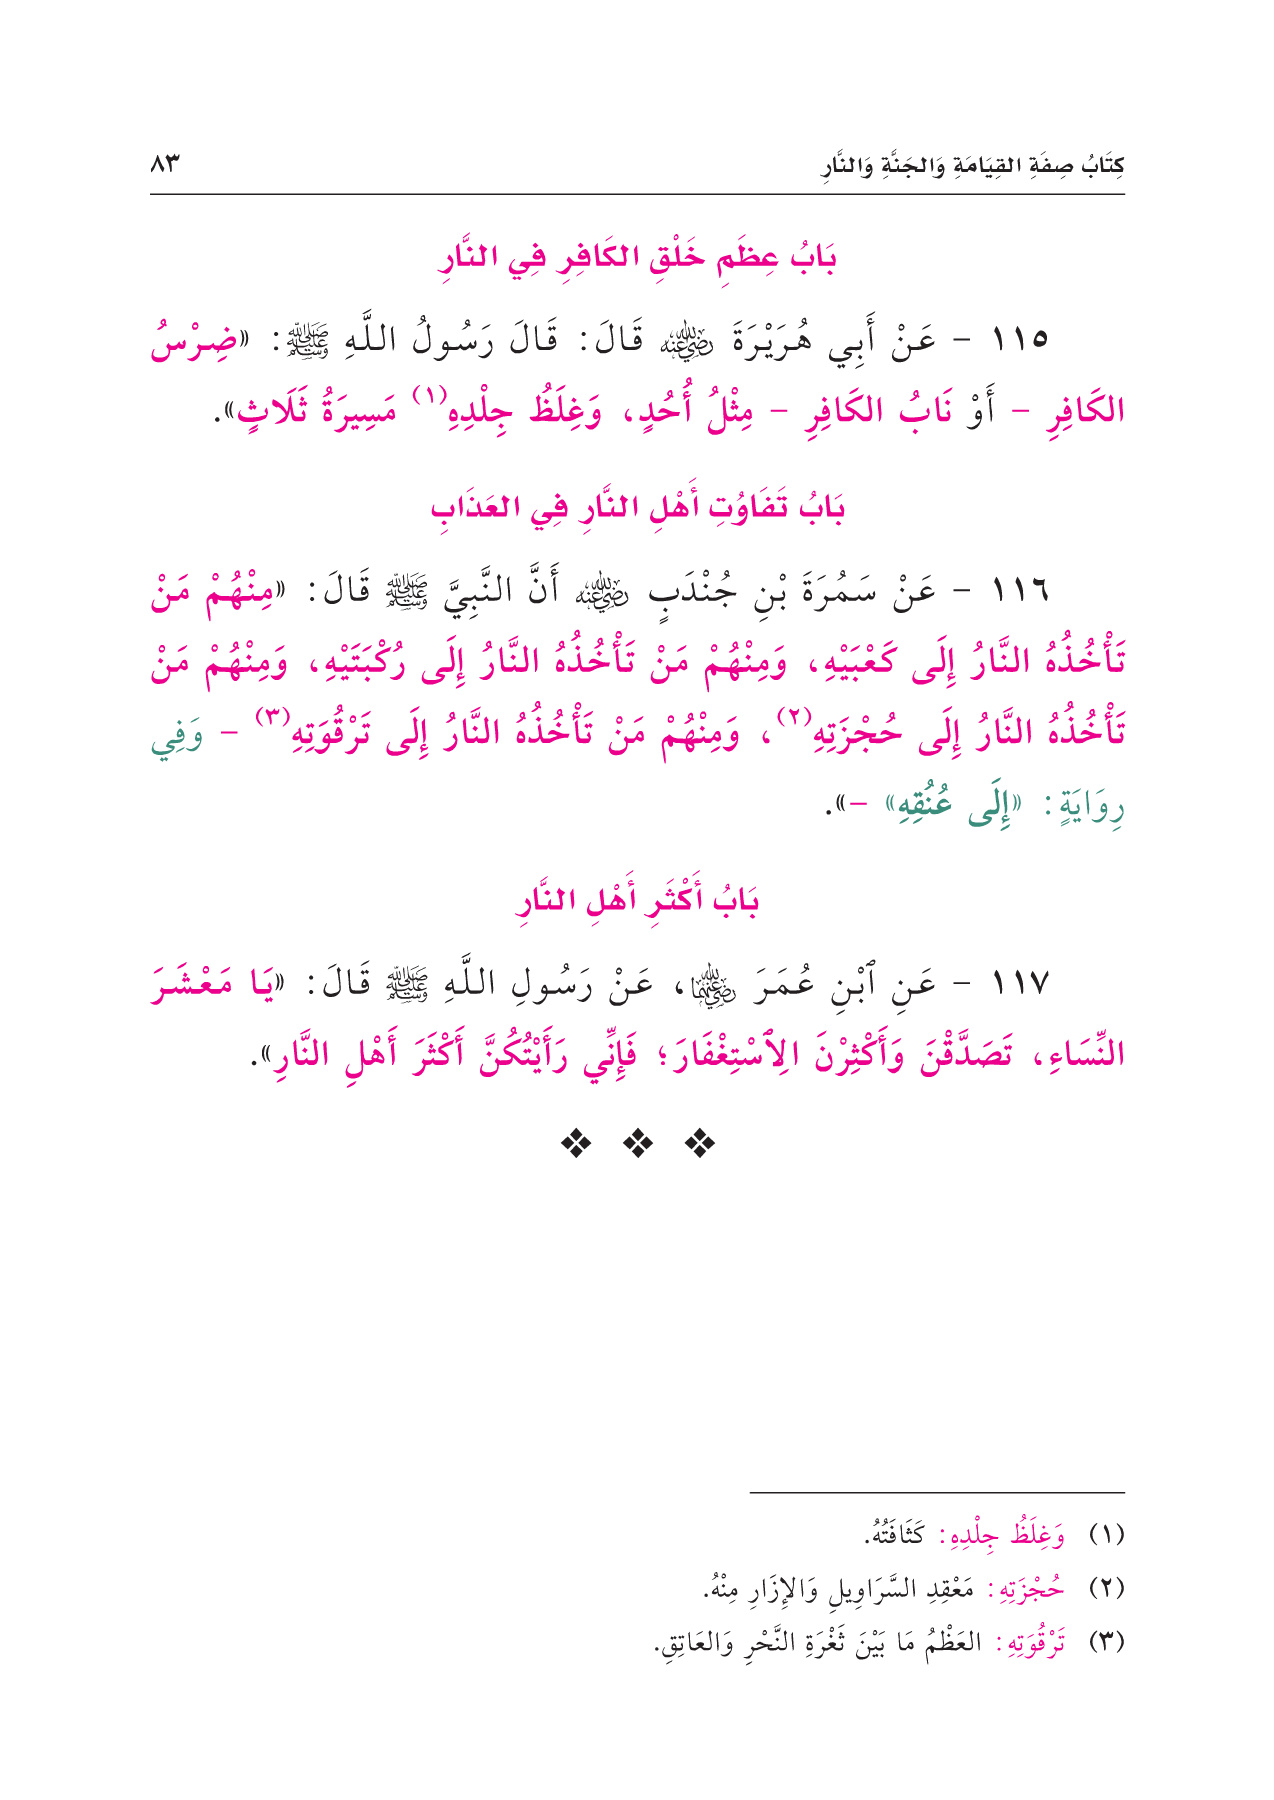 كِتَابُ صِفَةِ القِيَامَةِ وَالجَنَّةِ وَالنَّارِ ٨٣
بَابُ عِظَمِ خَلْقِ الكَافِرِ فِي النَّارِ
١١٥ - عَنْ أَبِي هُرَيْرَةَ رضي الله عنه قَالَ: قَالَ رَسُولُ اللَّهِ ﷺ: «ضِرْسُ
الكَافِرِ - أَوْ نَابُ الكَافِرِ - مِثْلُ أُحُدٍ، وَغِلَظُ جِلْدِهِ(١) مَسِيرَةُ ثَلَاثٍ».
بَابُ تَفَاوُتِ أَهْلِ النَّارِ فِي العَذَابِ
١١٦ - عَنْ سَمُرَةَ بْنِ جُنْدَبٍ رضي الله عنه أَنَّ النَّبِيَّ ﷺ قَالَ: «مِنْهُمْ مَنْ
تَأْخُذُهُ النَّارُ إِلَى كَعْبَيْهِ، وَمِنْهُمْ مَنْ تَأْخُذُهُ النَّارُ إِلَى رُكْبَتَيْهِ، وَمِنْهُمْ مَنْ
تَأْخُذُهُ النَّارُ إِلَى حُجْزَتِهِ(٢)، وَمِنْهُمْ مَنْ تَأْخُذُهُ النَّارُ إِلَى تَرْقُوَتِهِ(٣) - وَفِي
رِوَايَةٍ: «إِلَى عُنُقِهِ» -».
بَابُ أَكْثَرِ أَهْلِ النَّارِ
١١٧ - عَنِ ٱبْنِ عُمَرَ رضي الله عنهما، عَنْ رَسُولِ اللَّهِ ﷺ قَالَ: «يَا مَعْشَرَ
النِّسَاءِ، تَصَدَّقْنَ وَأَكْثِرْنَ الِٱسْتِغْفَارَ؛ فَإِنِّي رَأَيْتُكُنَّ أَكْثَرَ أَهْلِ النَّارِ».
(١) وَغِلَظُ جِلْدِهِ: كَثَافَتُهُ.
(٢) حُجْزَتِهِ: مَعْقِدِ السَّرَاوِيلِ وَالإِزَارِ مِنْهُ.
(٣) تَرْقُوَتِهِ: العَظْمُ مَا بَيْنَ ثَغْرَةِ النَّحْرِ وَالعَاتِقِ.